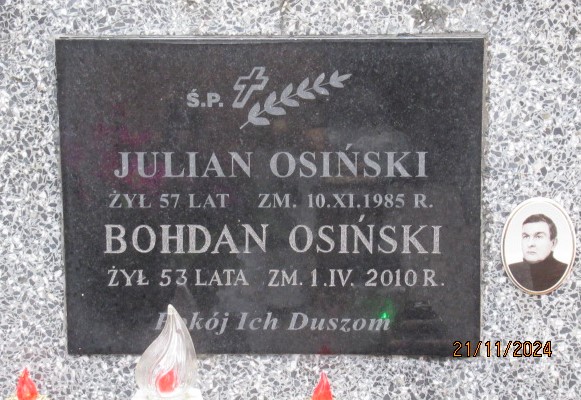 Ś.P.
JULIAN OSIŃSKI
ŻYŁ 57 LAT ZM. 10.XI.1985 R.
BOHDAN OSIŃSKI
ŻYŁ 53 LATA ZM. 1.IV. 2010 R.
Pokój Ich Duszom
21/11/2024